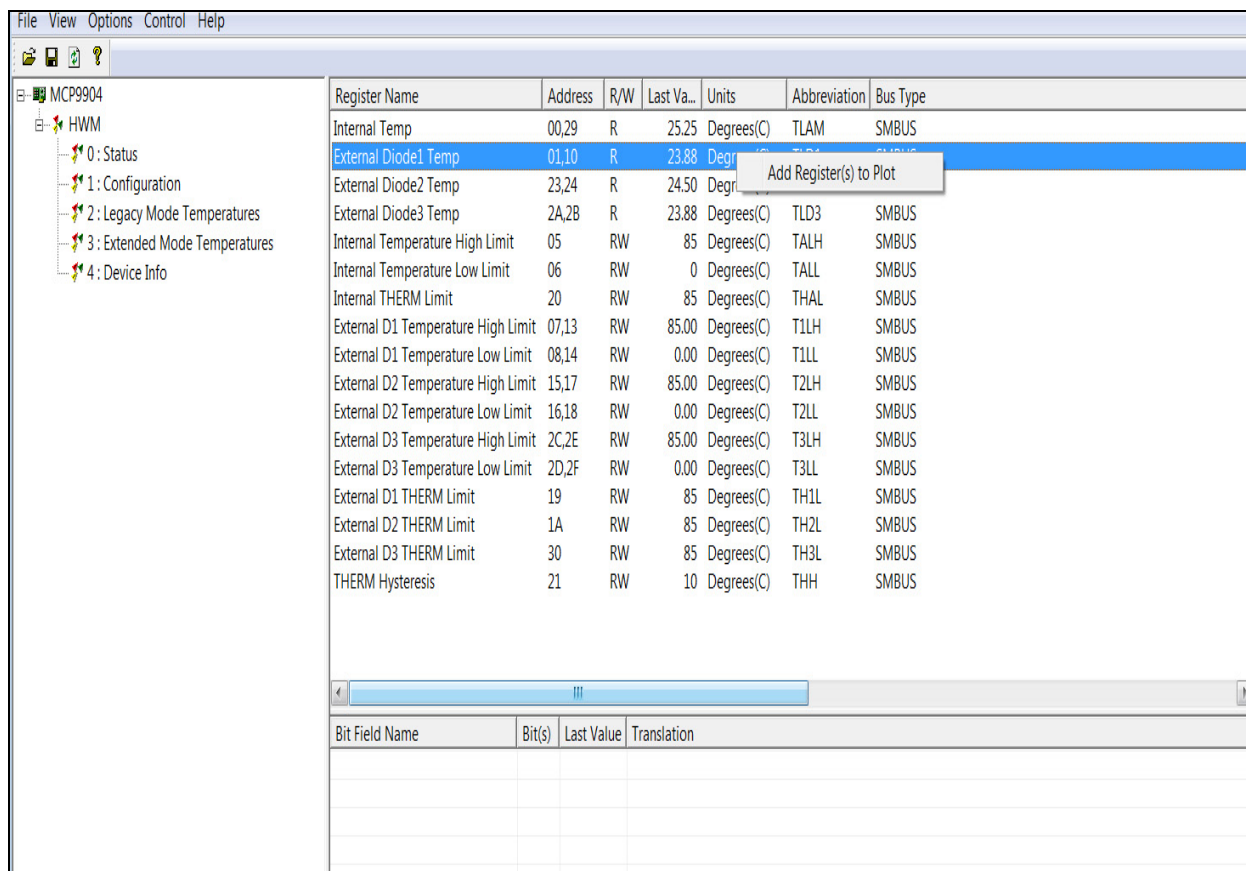 File View Options Control Help
MCP9904
HWM
0 : Status
1 : Configuration
2 : Legacy Mode Temperatures
3 : Extended Mode Temperatures
4 : Device Info
Register Name Address R/W Last Va... Units Abbreviation Bus Type
Internal Temp 00,29 R 25.25 Degrees(C) TLAM SMBUS
External Diode1 Temp 01,10 R 23.88
Add Register(s) to Plot
External Diode2 Temp 23,24 R 24.50
External Diode3 Temp 2A,2B R 23.88 Degrees(C) TLD3 SMBUS
Internal Temperature High Limit 05 RW 85 Degrees(C) TALH SMBUS
Internal Temperature Low Limit 06 RW 0 Degrees(C) TALL SMBUS
Internal THERM Limit 20 RW 85 Degrees(C) THAL SMBUS
External D1 Temperature High Limit 07,13 RW 85.00 Degrees(C) T1LH SMBUS
External D1 Temperature Low Limit 08,14 RW 0.00 Degrees(C) T1LL SMBUS
External D2 Temperature High Limit 15,17 RW 85.00 Degrees(C) T2LH SMBUS
External D2 Temperature Low Limit 16,18 RW 0.00 Degrees(C) T2LL SMBUS
External D3 Temperature High Limit 2C,2E RW 85.00 Degrees(C) T3LH SMBUS
External D3 Temperature Low Limit 2D,2F RW 0.00 Degrees(C) T3LL SMBUS
External D1 THERM Limit 19 RW 85 Degrees(C) TH1L SMBUS
External D2 THERM Limit 1A RW 85 Degrees(C) TH2L SMBUS
External D3 THERM Limit 30 RW 85 Degrees(C) TH3L SMBUS
THERM Hysteresis 21 RW 10 Degrees(C) THH SMBUS
Bit Field Name Bit(s) Last Value Translation